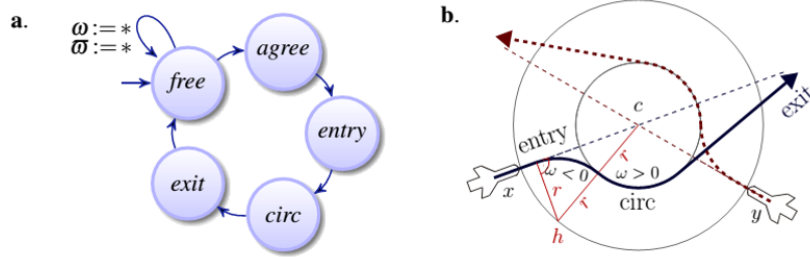 a.
ω := ∗
ϖ := ∗
free
agree
entry
circ
exit
b.
c
entry
exit
x
ω < 0
ω > 0
r
r
r
circ
y
h